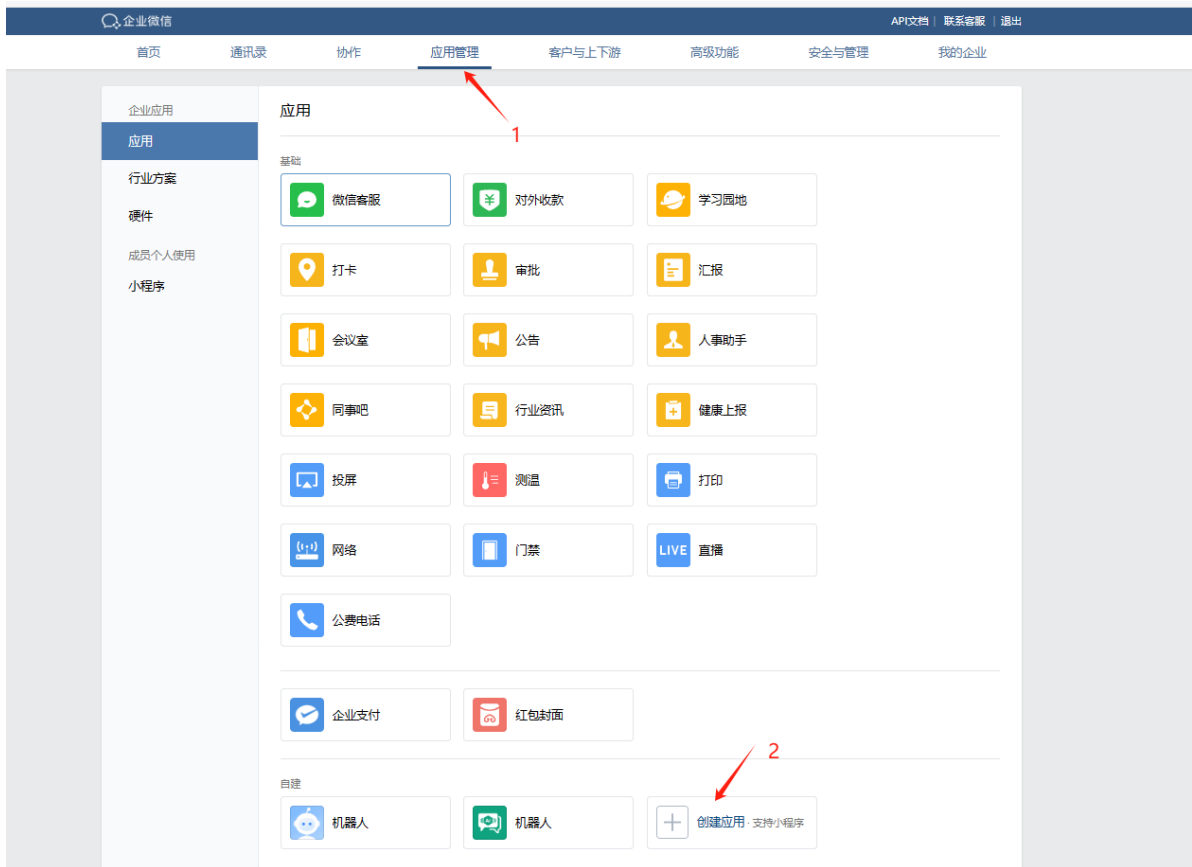 企业微信 API文档 | 联系客服 | 退出
首页 通讯录 协作 应用管理 客户与上下游 高级功能 安全与管理 我的企业
企业应用
应用
行业方案
硬件
成员个人使用
小程序
应用
1
基础
微信客服 对外收款 学习园地
打卡 审批 汇报
会议室 公告 人事助手
同事吧 行业资讯 健康上报
投屏 测温 打印
网络 门禁 LIVE 直播
公费电话
企业支付 红包封面
2
自建
机器人 机器人 创建应用 · 支持小程序